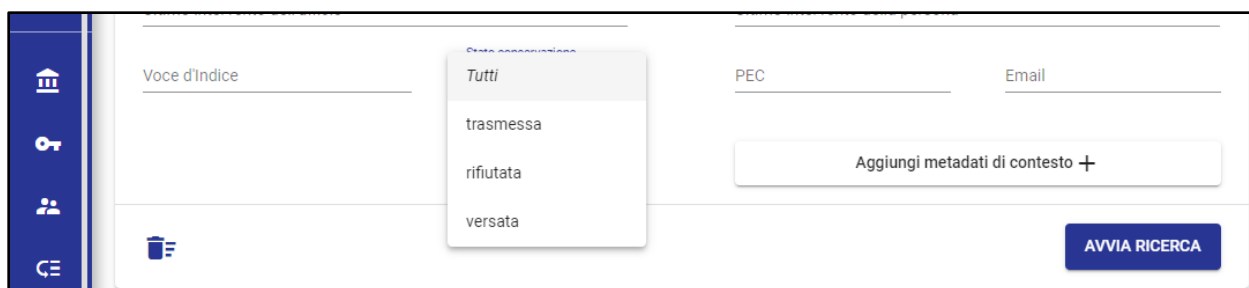 Voce d'Indice
Stato conservazione
Tutti
trasmessa
rifiutata
versata
PEC
Email
Aggiungi metadati di contesto +
AVVIA RICERCA